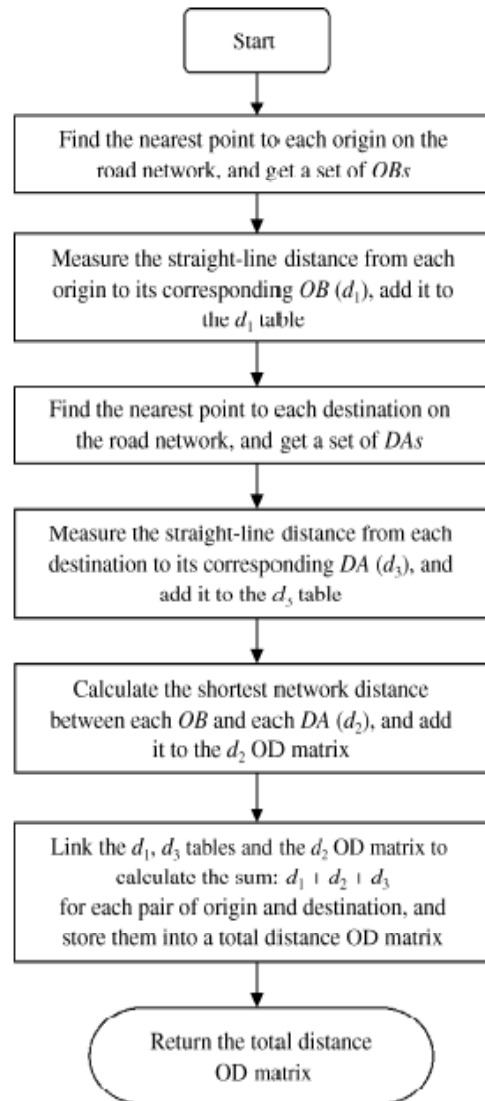 Start
Find the nearest point to each origin on the
road network, and get a set of OBs
Measure the straight-line distance from each
origin to its corresponding OB (d₁), add it to
the d₁ table
Find the nearest point to each destination on
the road network, and get a set of DAs
Measure the straight-line distance from each
destination to its corresponding DA (d₃), and
add it to the d₃ table
Calculate the shortest network distance
between each OB and each DA (d₂), and add
it to the d₂ OD matrix
Link the d₁, d₃ tables and the d₂ OD matrix to
calculate the sum: d₁ + d₂ + d₃
for each pair of origin and destination, and
store them into a total distance OD matrix
Return the total distance
OD matrix